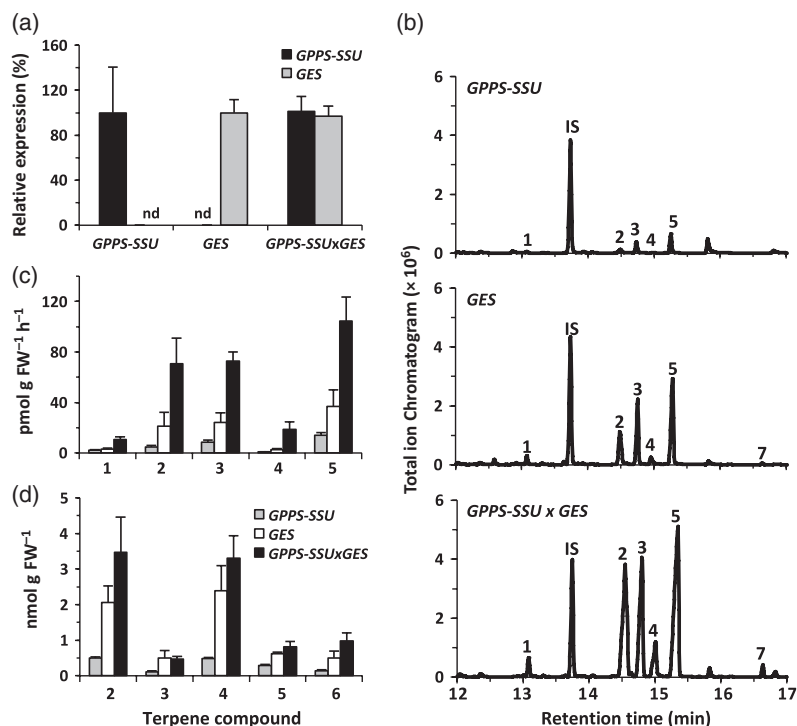 (a)
Relative expression (%)
160
120
80
40
0
GPPS-SSU
GES
nd
nd
GPPS-SSU
GES
GPPS-SSUxGES
(b)
Total ion Chromatogram (× 10⁶)
GPPS-SSU
6
4
2
0
IS
1
2
3
4
5
GES
6
4
2
0
IS
1
2
3
4
5
7
GPPS-SSU x GES
6
4
2
0
IS
1
2
3
4
5
7
12 13 14 15 16 17
Retention time (min)
(c)
pmol g FW⁻¹ h⁻¹
120
80
40
0
1 2 3 4 5
(d)
nmol g FW⁻¹
5
4
3
2
1
0
GPPS-SSU
GES
GPPS-SSUxGES
2 3 4 5 6
Terpene compound